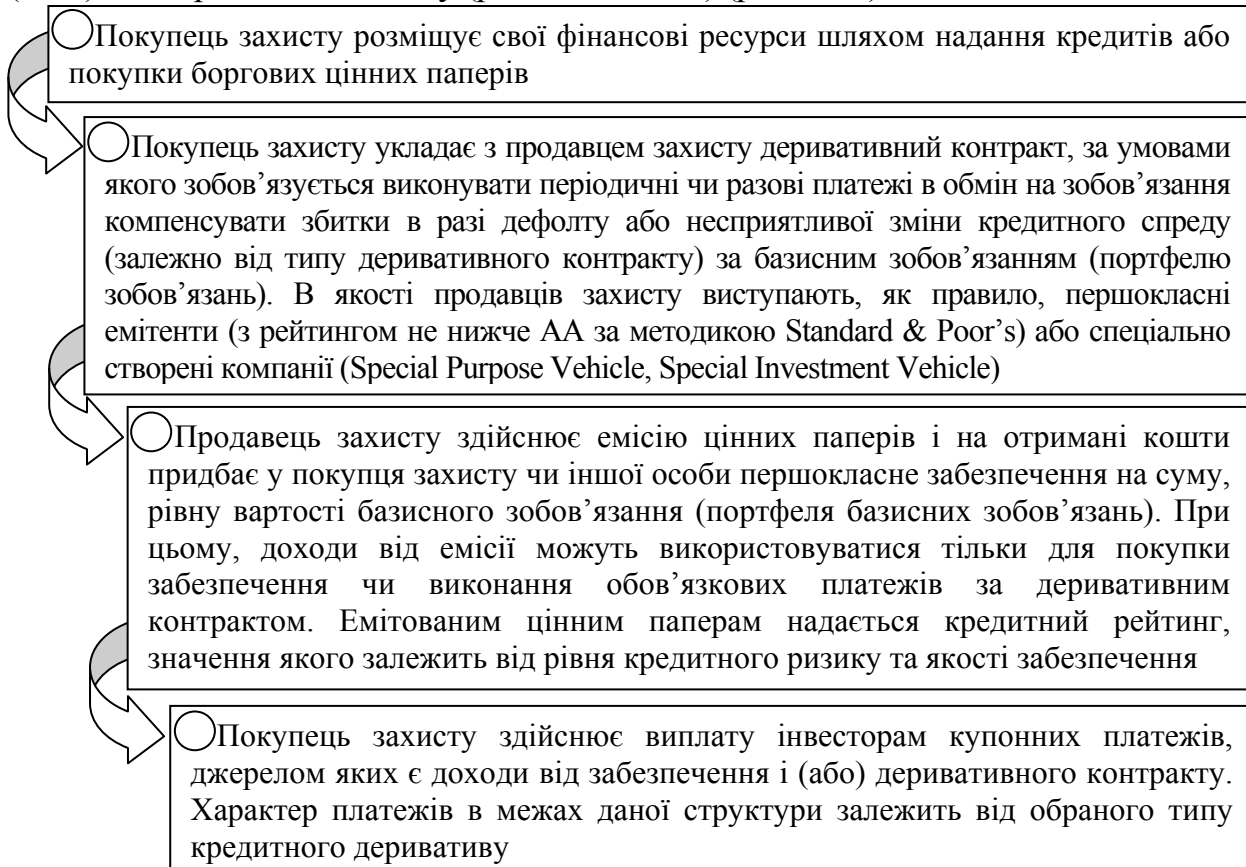 Покупець захисту розміщує свої фінансові ресурси шляхом надання кредитів або
покупки боргових цінних паперів
Покупець захисту укладає з продавцем захисту деривативний контракт, за умовами
якого зобов’язується виконувати періодичні чи разові платежі в обмін на зобов’язання
компенсувати збитки в разі дефолту або несприятливої зміни кредитного спреду
(залежно від типу деривативного контракту) за базисним зобов’язанням (портфелю
зобов’язань). В якості продавців захисту виступають, як правило, першокласні
емітенти (з рейтингом не нижче АА за методикою Standard & Poor’s) або спеціально
створені компанії (Special Purpose Vehicle, Special Investment Vehicle)
Продавець захисту здійснює емісію цінних паперів і на отримані кошти
придбає у покупця захисту чи іншої особи першокласне забезпечення на суму,
рівну вартості базисного зобов’язання (портфеля базисних зобов’язань). При
цьому, доходи від емісії можуть використовуватися тільки для покупки
забезпечення чи виконання обов’язкових платежів за деривативним
контрактом. Емітованим цінним паперам надається кредитний рейтинг,
значення якого залежить від рівня кредитного ризику та якості забезпечення
Покупець захисту здійснює виплату інвесторам купонних платежів,
джерелом яких є доходи від забезпечення і (або) деривативного контракту.
Характер платежів в межах даної структури залежить від обраного типу
кредитного деривативу